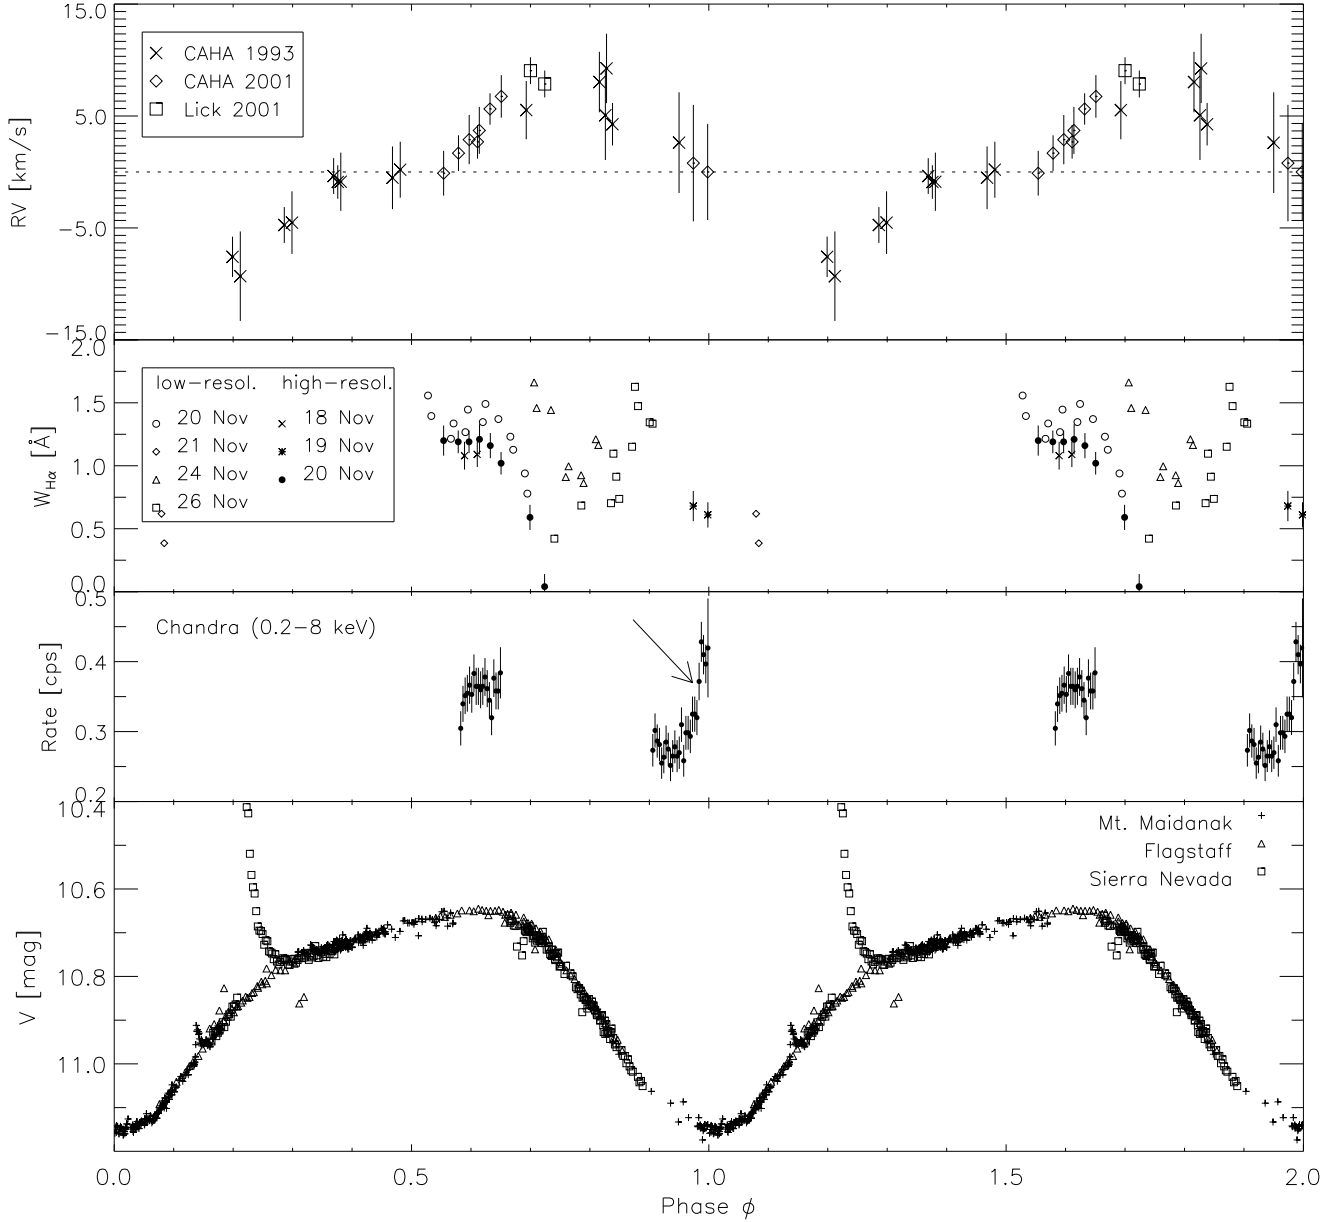 15.0
5.0
−5.0
−15.0
RV [km/s]
CAHA 1993
CAHA 2001
Lick 2001
2.0
1.5
1.0
0.5
0.0
W_Hα [Å]
low−resol. high−resol.
20 Nov 18 Nov
21 Nov 19 Nov
24 Nov 20 Nov
26 Nov
0.5
0.4
0.3
0.2
Rate [cps]
Chandra (0.2−8 keV)
10.4
10.6
10.8
11.0
V [mag]
Mt. Maidanak
Flagstaff
Sierra Nevada
0.0 0.5 1.0 1.5 2.0
Phase ϕ